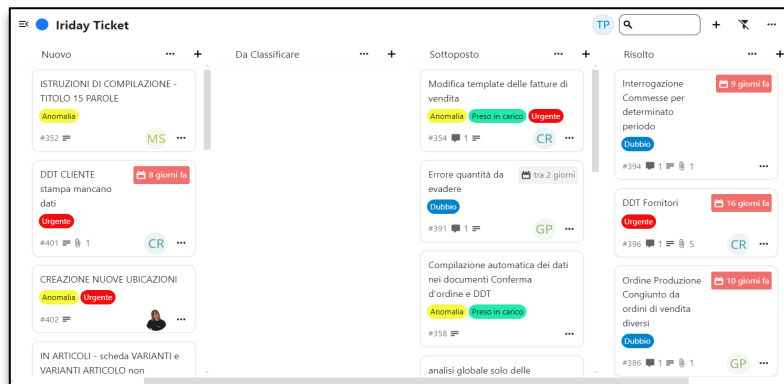 Iriday Ticket
TP
Nuovo
Da Classificare
Sottoposto
Risolto
ISTRUZIONI DI COMPILAZIONE -
TITOLO 15 PAROLE
Anomalia
#352
MS
DDT CLIENTE
stampa mancano
dati
8 giorni fa
Urgente
#401 1
CR
CREAZIONE NUOVE UBICAZIONI
Anomalia Urgente
#402
IN ARTICOLI - scheda VARIANTI e
VARIANTI ARTICOLO non
Modifica template delle fatture di
vendita
Anomalia Preso in carico Urgente
#354 1
CR
Errore quantità da
evadere
tra 2 giorni
Dubbio
#391 1
GP
Compilazione automatica dei dati
nei documenti Conferma
d'ordine e DDT
Anomalia Preso in carico
#358
analisi globale solo delle
Interrogazione
Commesse per
determinato
periodo
9 giorni fa
Dubbio
#394 1 1
DDT Fornitori
16 giorni fa
Urgente
#396 1 5
CR
Ordine Produzione
Congiunto da
ordini di vendita
diversi
10 giorni fa
Dubbio
#386 1 1
GP